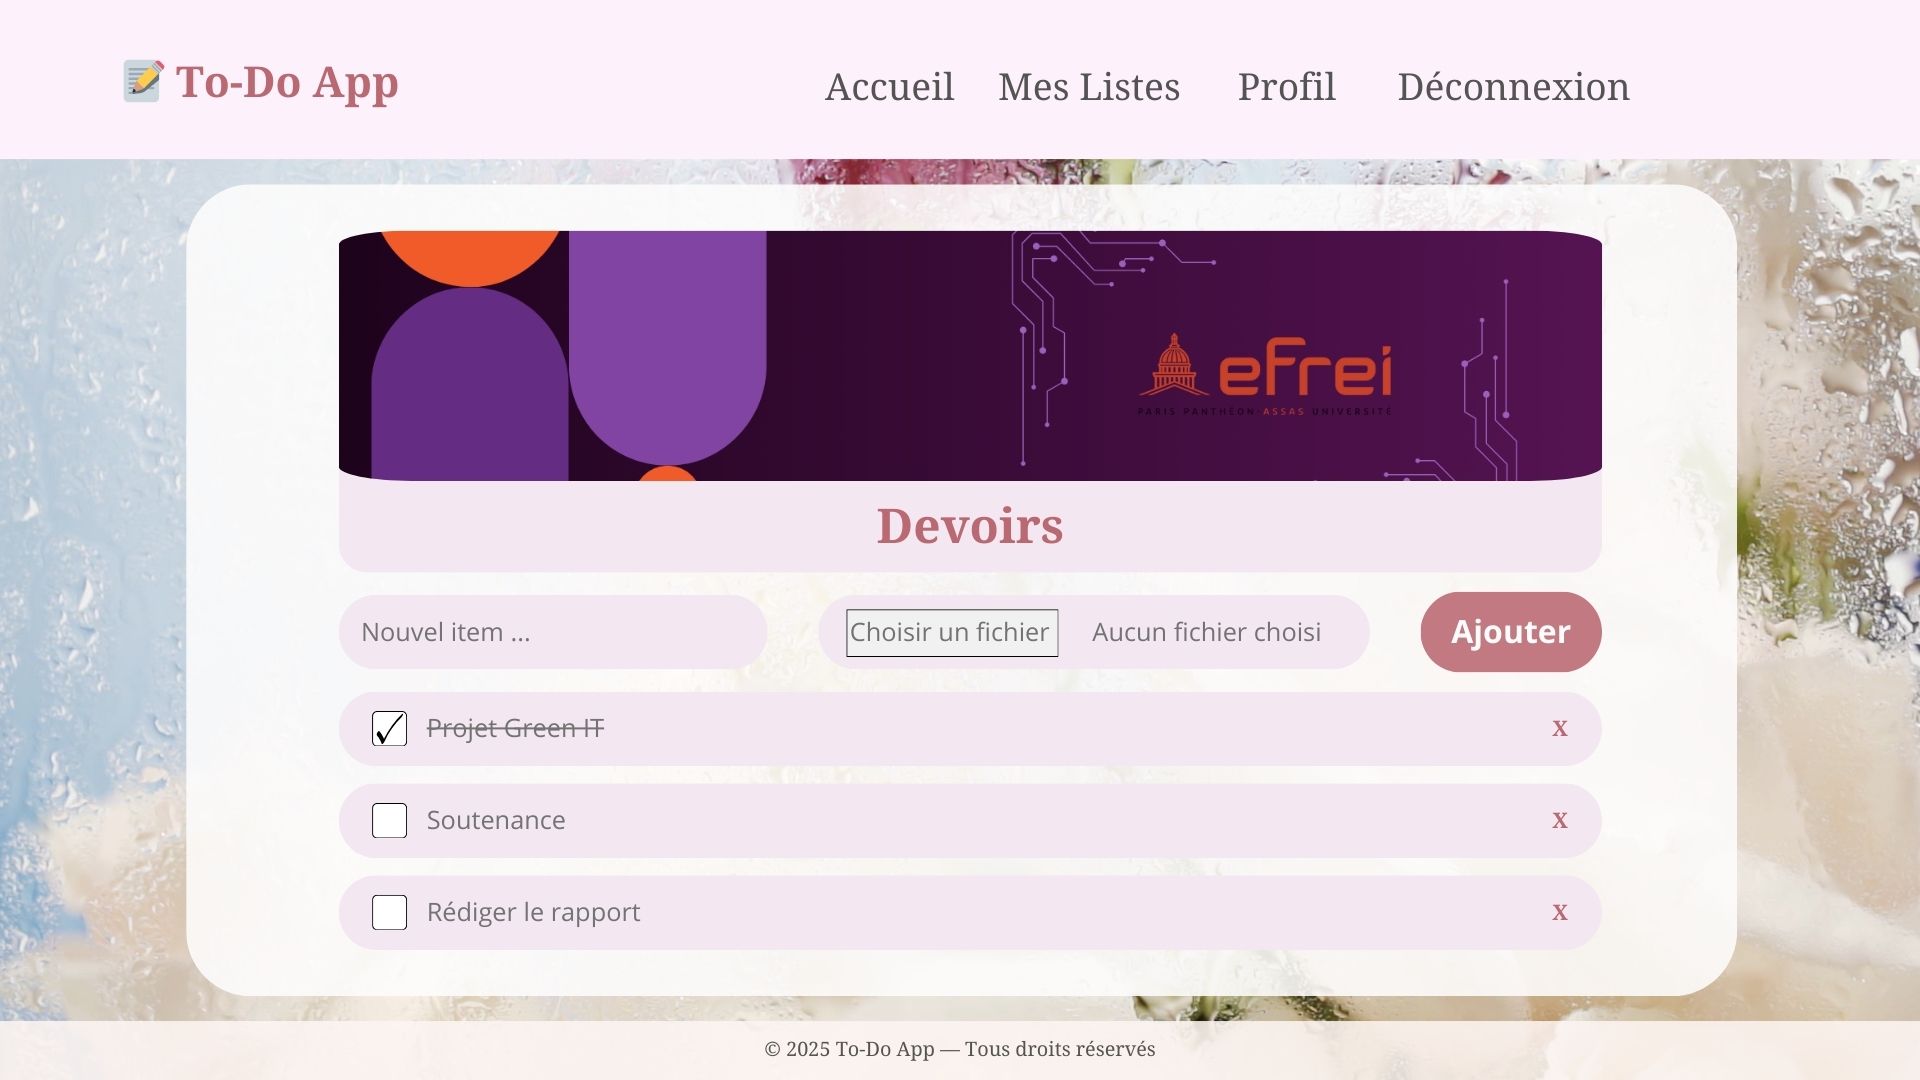 To-Do App
Accueil Mes Listes Profil Déconnexion
efrei
PARIS PANTHÉON-ASSAS UNIVERSITÉ
Devoirs
Nouvel item ...
Choisir un fichier Aucun fichier choisi
Ajouter
Projet Green IT x
Soutenance x
Rédiger le rapport x
© 2025 To-Do App — Tous droits réservés